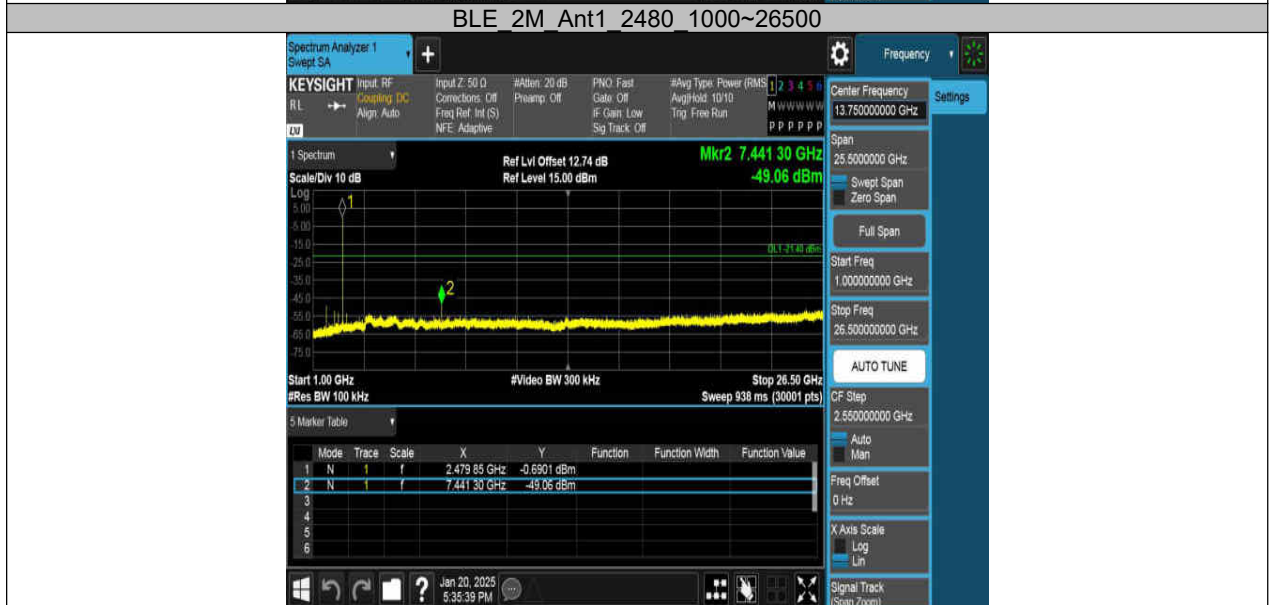 BLE_2M_Ant1_2480_1000~26500
Spectrum Analyzer 1
Swept SA
+
Frequency
KEYSIGHT
RL
Input: RF
Coupling: DC
Align: Auto
Input Z: 50 Ω
Corrections: Off
Freq Ref: Int (S)
NFE: Adaptive
#Atten: 20 dB
Preamp: Off
PNO: Fast
Gate: Off
IF Gain: Low
Sig Track: Off
#Avg Type: Power (RMS
Avg|Hold: 10/10
Trig: Free Run
1 2 3 4 5 6
M W W W W W
P P P P P P
Center Frequency
13.750000000 GHz
Settings
Span
25.5000000 GHz
Swept Span
Zero Span
Full Span
Start Freq
1.000000000 GHz
Stop Freq
26.500000000 GHz
AUTO TUNE
CF Step
2.550000000 GHz
Auto
Man
Freq Offset
0 Hz
X Axis Scale
Log
Lin
Signal Track
(Span Zoom)
1 Spectrum
Scale/Div 10 dB
Ref Lvl Offset 12.74 dB
Ref Level 15.00 dBm
Mkr2 7.441 30 GHz
-49.06 dBm
Log
5.00
-5.00
-15.0
-25.0
-35.0
-45.0
-55.0
-65.0
-75.0
1
2
DL1 -21.40 dBm
Start 1.00 GHz
#Res BW 100 kHz
#Video BW 300 kHz
Stop 26.50 GHz
Sweep 938 ms (30001 pts)
5 Marker Table
Mode Trace Scale X Y Function Function Width Function Value
1 N 1 f 2.479 85 GHz -0.6901 dBm
2 N 1 f 7.441 30 GHz -49.06 dBm
3
4
5
6
?
Jan 20, 2025
5:35:39 PM